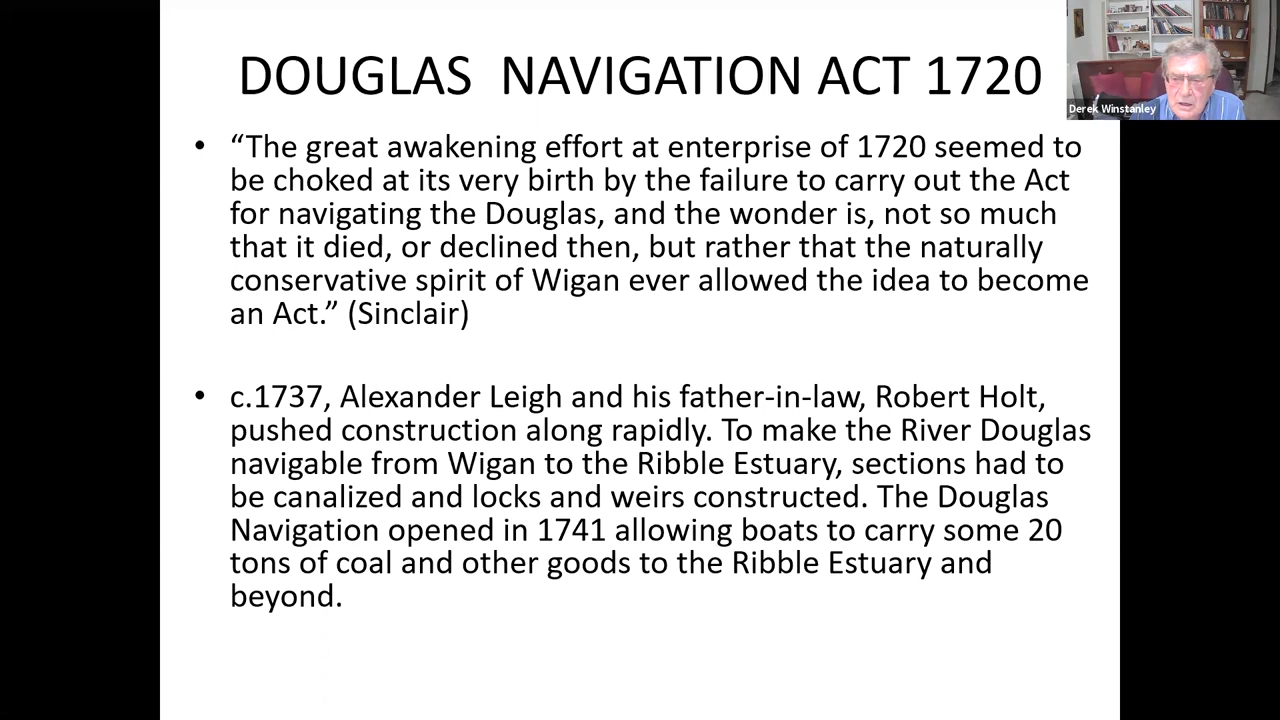 DOUGLAS NAVIGATION ACT 1720
Derek Winstanley
• “The great awakening effort at enterprise of 1720 seemed to
be choked at its very birth by the failure to carry out the Act
for navigating the Douglas, and the wonder is, not so much
that it died, or declined then, but rather that the naturally
conservative spirit of Wigan ever allowed the idea to become
an Act.” (Sinclair)
• c.1737, Alexander Leigh and his father-in-law, Robert Holt,
pushed construction along rapidly. To make the River Douglas
navigable from Wigan to the Ribble Estuary, sections had to
be canalized and locks and weirs constructed. The Douglas
Navigation opened in 1741 allowing boats to carry some 20
tons of coal and other goods to the Ribble Estuary and
beyond.